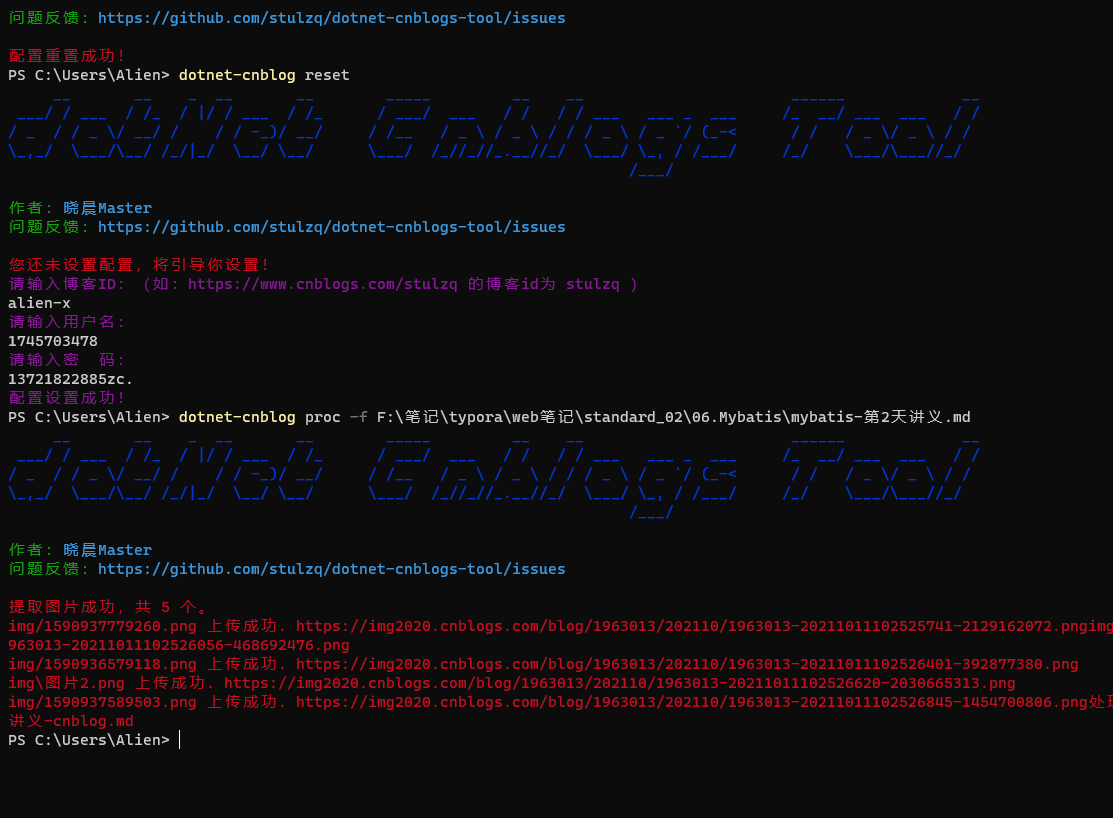 问题反馈: https://github.com/stulzq/dotnet-cnblogs-tool/issues
配置重置成功!
PS C:\Users\Alien> dotnet-cnblog reset
dotNet Cnblogs Tool
作者: 晓晨Master
问题反馈: https://github.com/stulzq/dotnet-cnblogs-tool/issues
您还未设置配置, 将引导你设置!
请输入博客ID: (如: https://www.cnblogs.com/stulzq 的博客id为 stulzq )
alien-x
请输入用户名:
1745703478
请输入密 码:
13721822885zc.
配置设置成功!
PS C:\Users\Alien> dotnet-cnblog proc -f F:\笔记\typora\web笔记\standard_02\06.Mybatis\mybatis-第2天讲义.md
dotNet Cnblogs Tool
作者: 晓晨Master
问题反馈: https://github.com/stulzq/dotnet-cnblogs-tool/issues
提取图片成功, 共 5 个。
img/1590937779260.png 上传成功. https://img2020.cnblogs.com/blog/1963013/202110/1963013-20211011102525741-2129162072.pngimg
963013-20211011102526056-468692476.png
img/1590936579118.png 上传成功. https://img2020.cnblogs.com/blog/1963013/202110/1963013-20211011102526401-392877380.png
img\图片2.png 上传成功. https://img2020.cnblogs.com/blog/1963013/202110/1963013-20211011102526620-2030665313.png
img/1590937589503.png 上传成功. https://img2020.cnblogs.com/blog/1963013/202110/1963013-20211011102526845-1454700806.png处
讲义-cnblog.md
PS C:\Users\Alien>